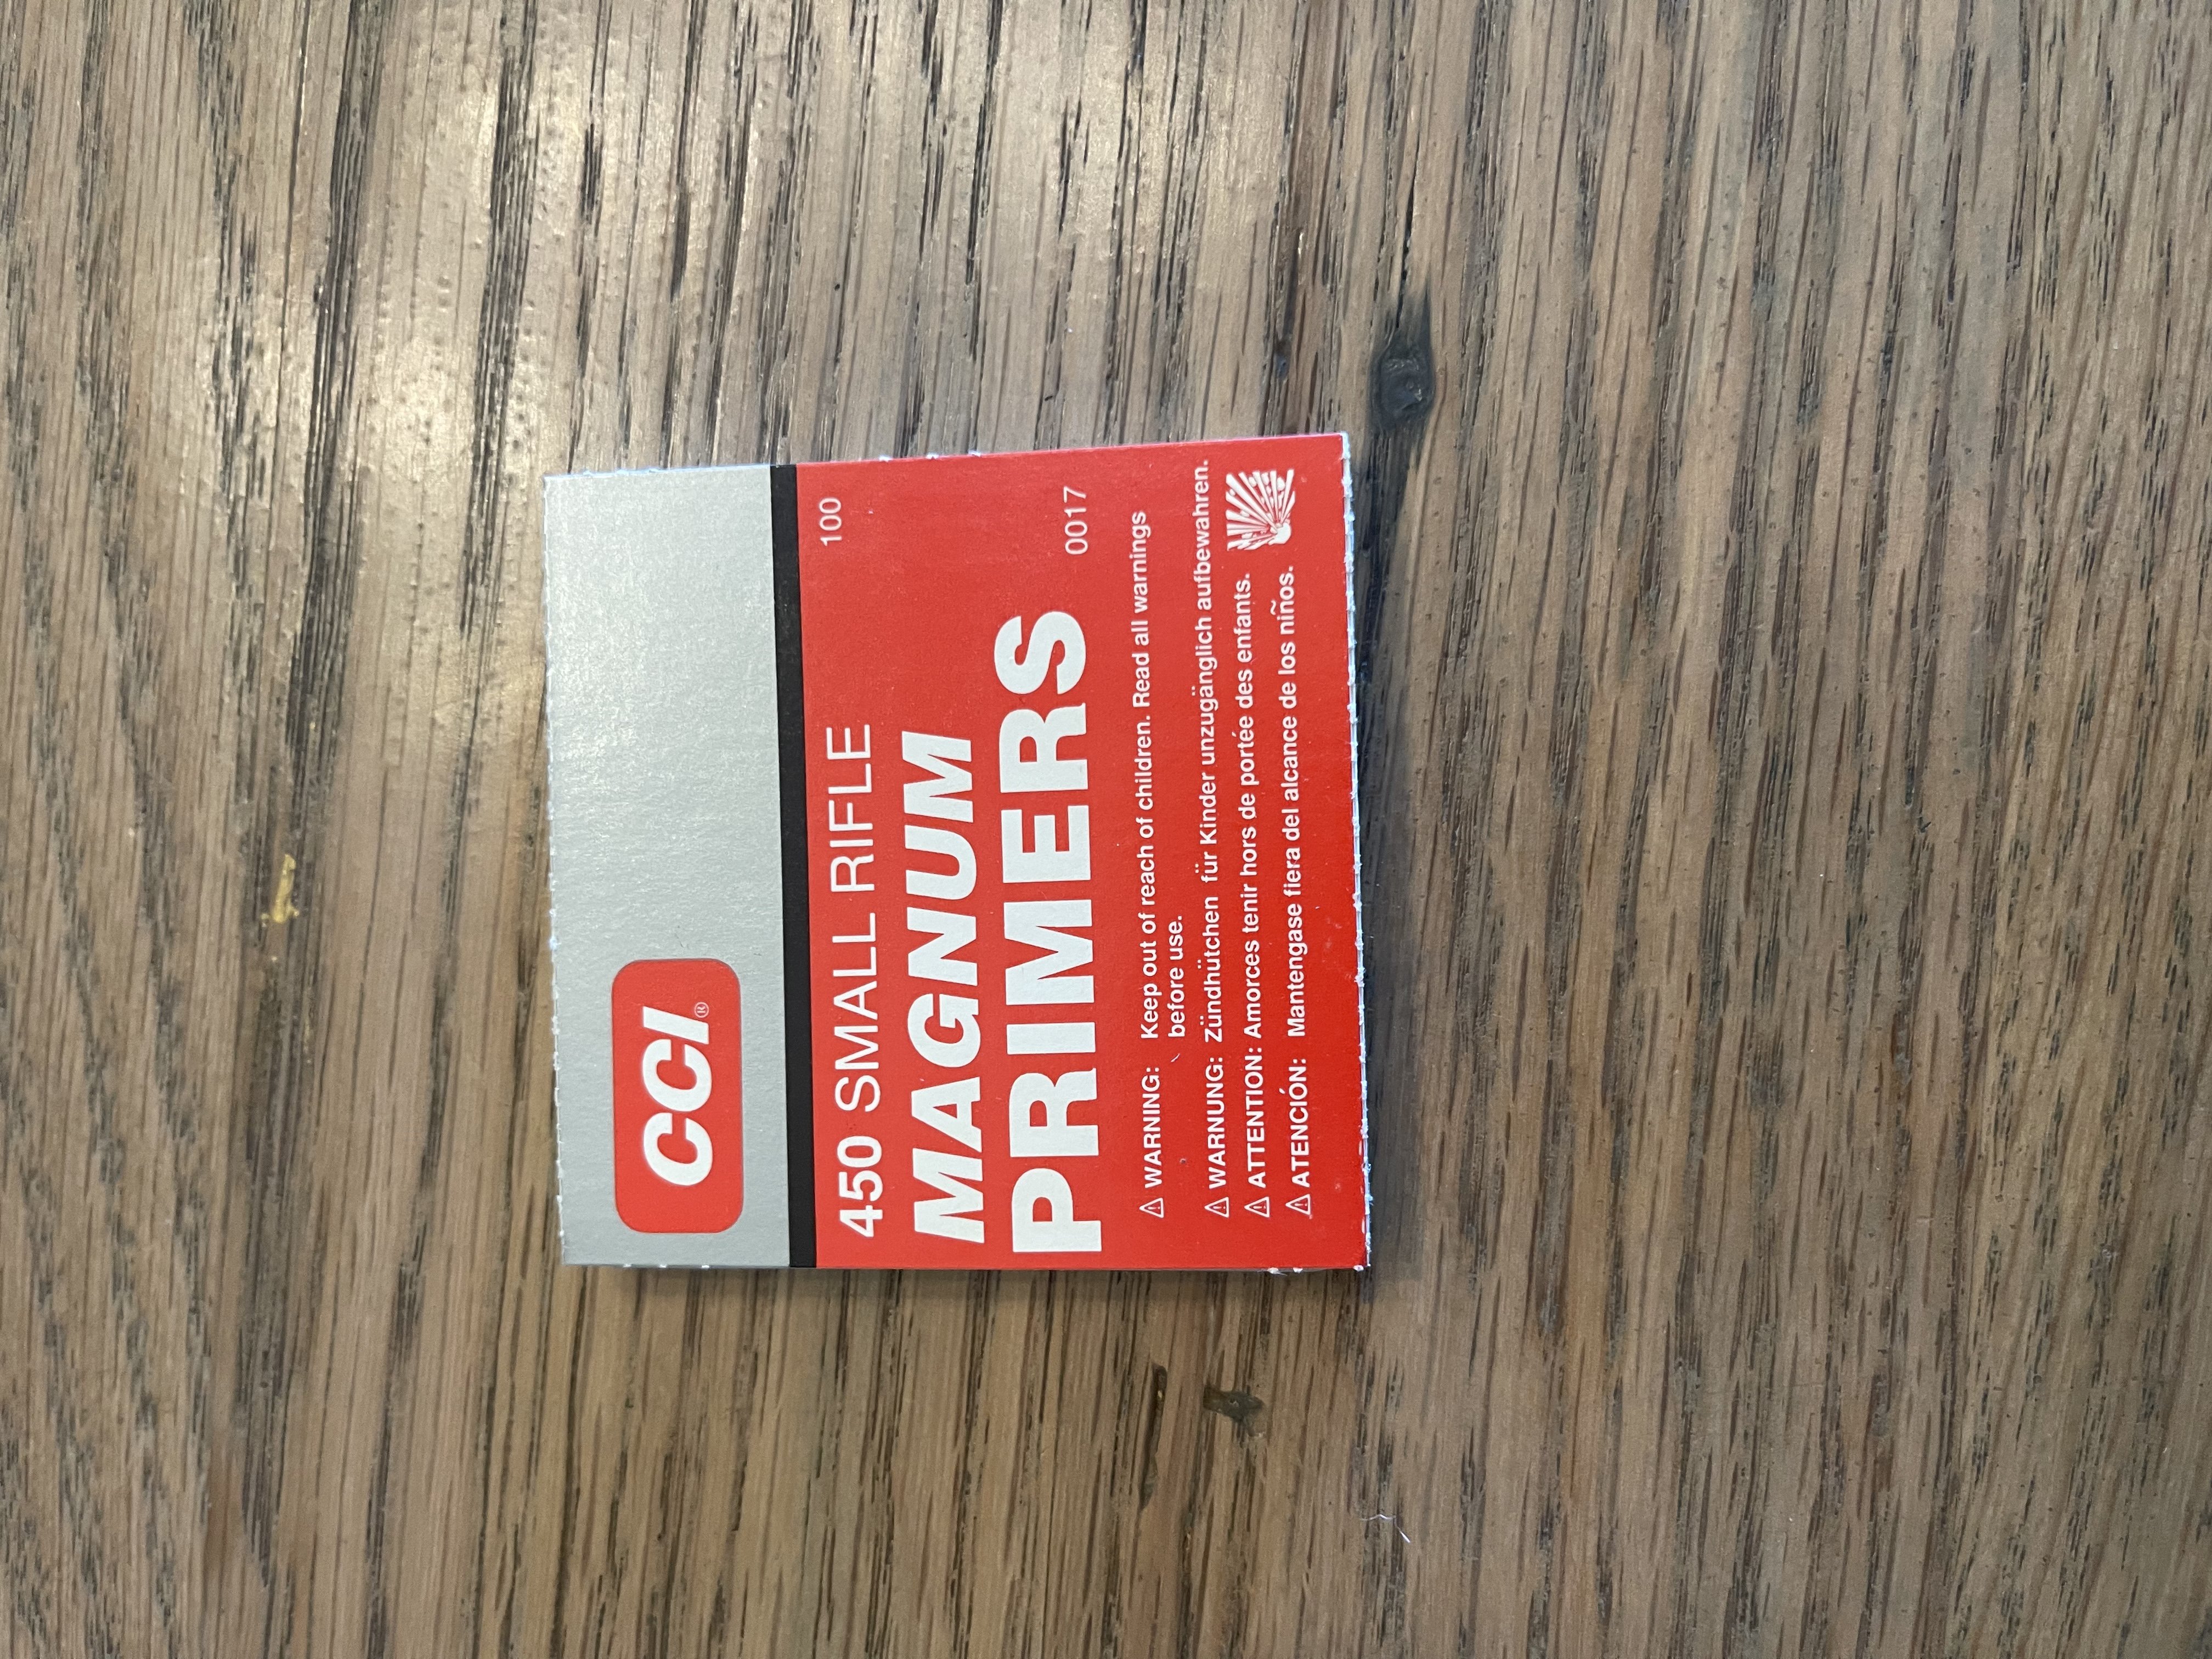 CCI®
100
450 SMALL RIFLE
MAGNUM
PRIMERS
0017
⚠ WARNING: Keep out of reach of children. Read all warnings
before use.
⚠ WARNUNG: Zündhütchen für Kinder unzugänglich aufbewahren.
⚠ ATTENTION: Amorces tenir hors de portée des enfants.
⚠ ATENCIÓN: Mantengase fiera del alcance de los niños.